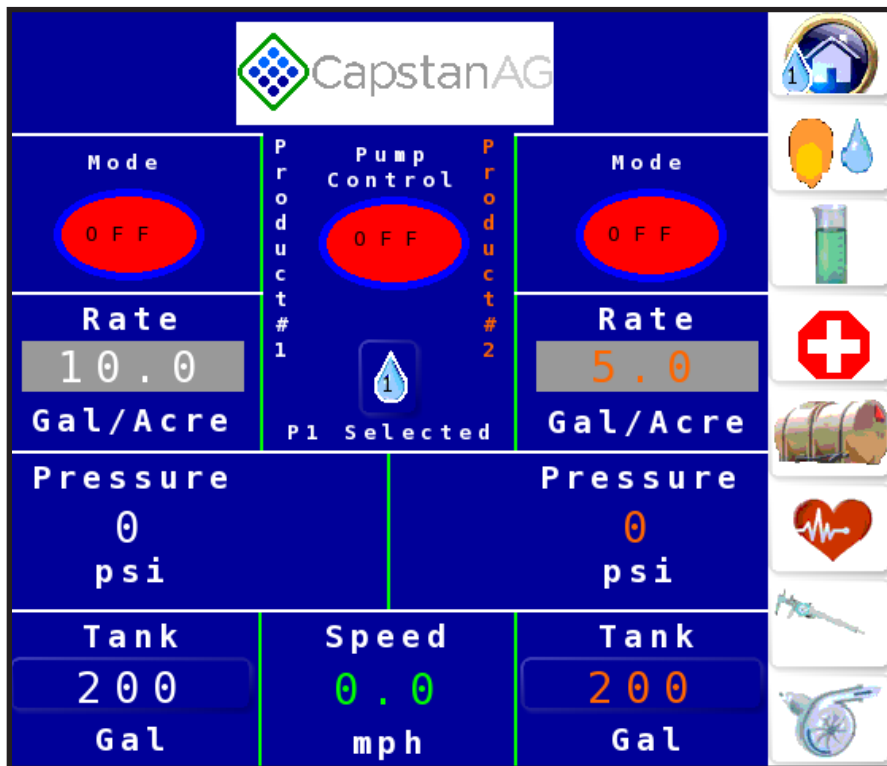 CapstanAG
1
Mode
OFF
Product#1
Pump
Control
OFF
Product#2
Mode
OFF
Rate
10.0
Gal/Acre
1
P1 Selected
Rate
5.0
Gal/Acre
Pressure
0
psi
Pressure
0
psi
Tank
200
Gal
Speed
0.0
mph
Tank
200
Gal